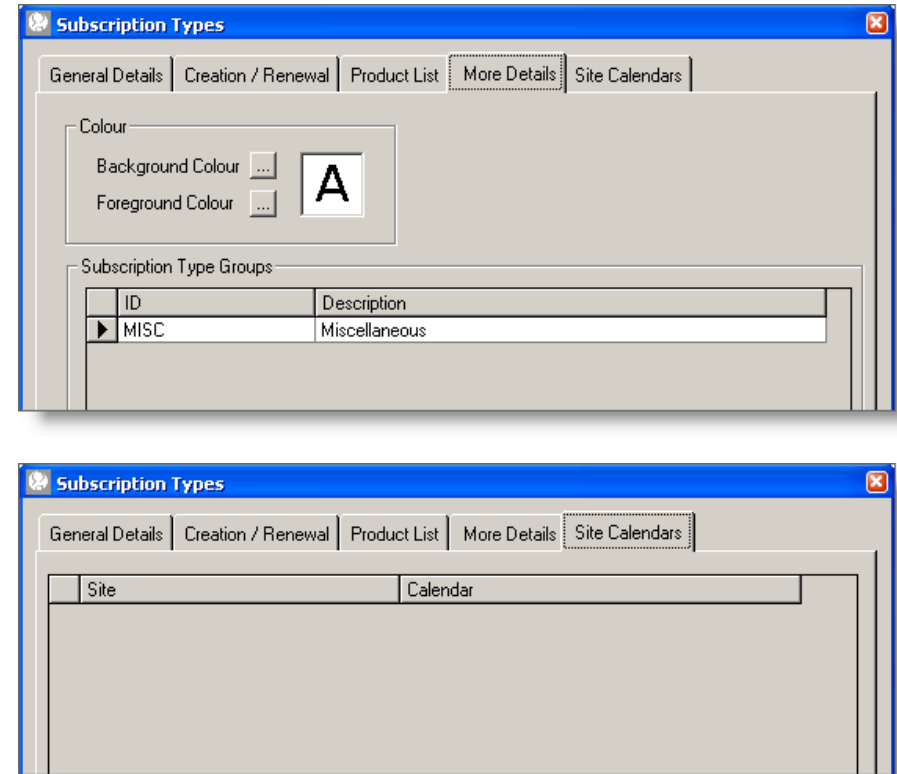 Subscription Types
General Details Creation / Renewal Product List More Details Site Calendars
Colour
Background Colour ...
A
Foreground Colour ...
Subscription Type Groups
ID Description
MISC Miscellaneous
Subscription Types
General Details Creation / Renewal Product List More Details Site Calendars
Site Calendar